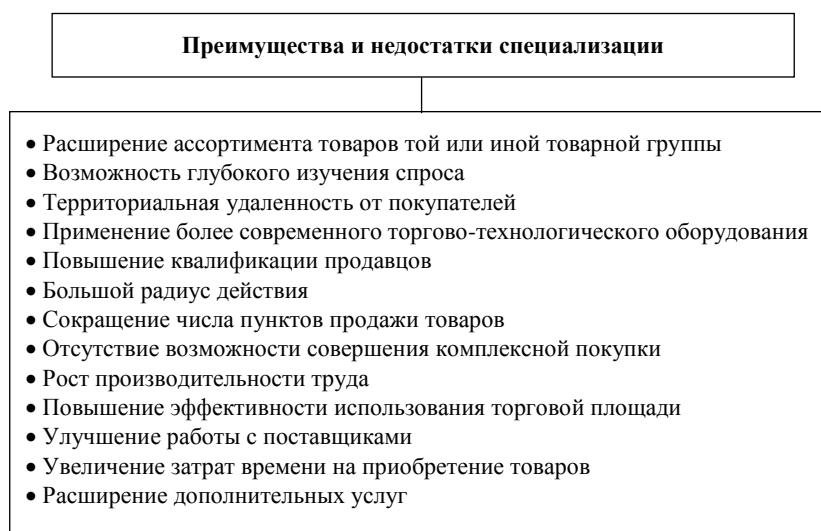 Преимущества и недостатки специализации
• Расширение ассортимента товаров той или иной товарной группы
• Возможность глубокого изучения спроса
• Территориальная удаленность от покупателей
• Применение более современного торгово-технологического оборудования
• Повышение квалификации продавцов
• Большой радиус действия
• Сокращение числа пунктов продажи товаров
• Отсутствие возможности совершения комплексной покупки
• Рост производительности труда
• Повышение эффективности использования торговой площади
• Улучшение работы с поставщиками
• Увеличение затрат времени на приобретение товаров
• Расширение дополнительных услуг